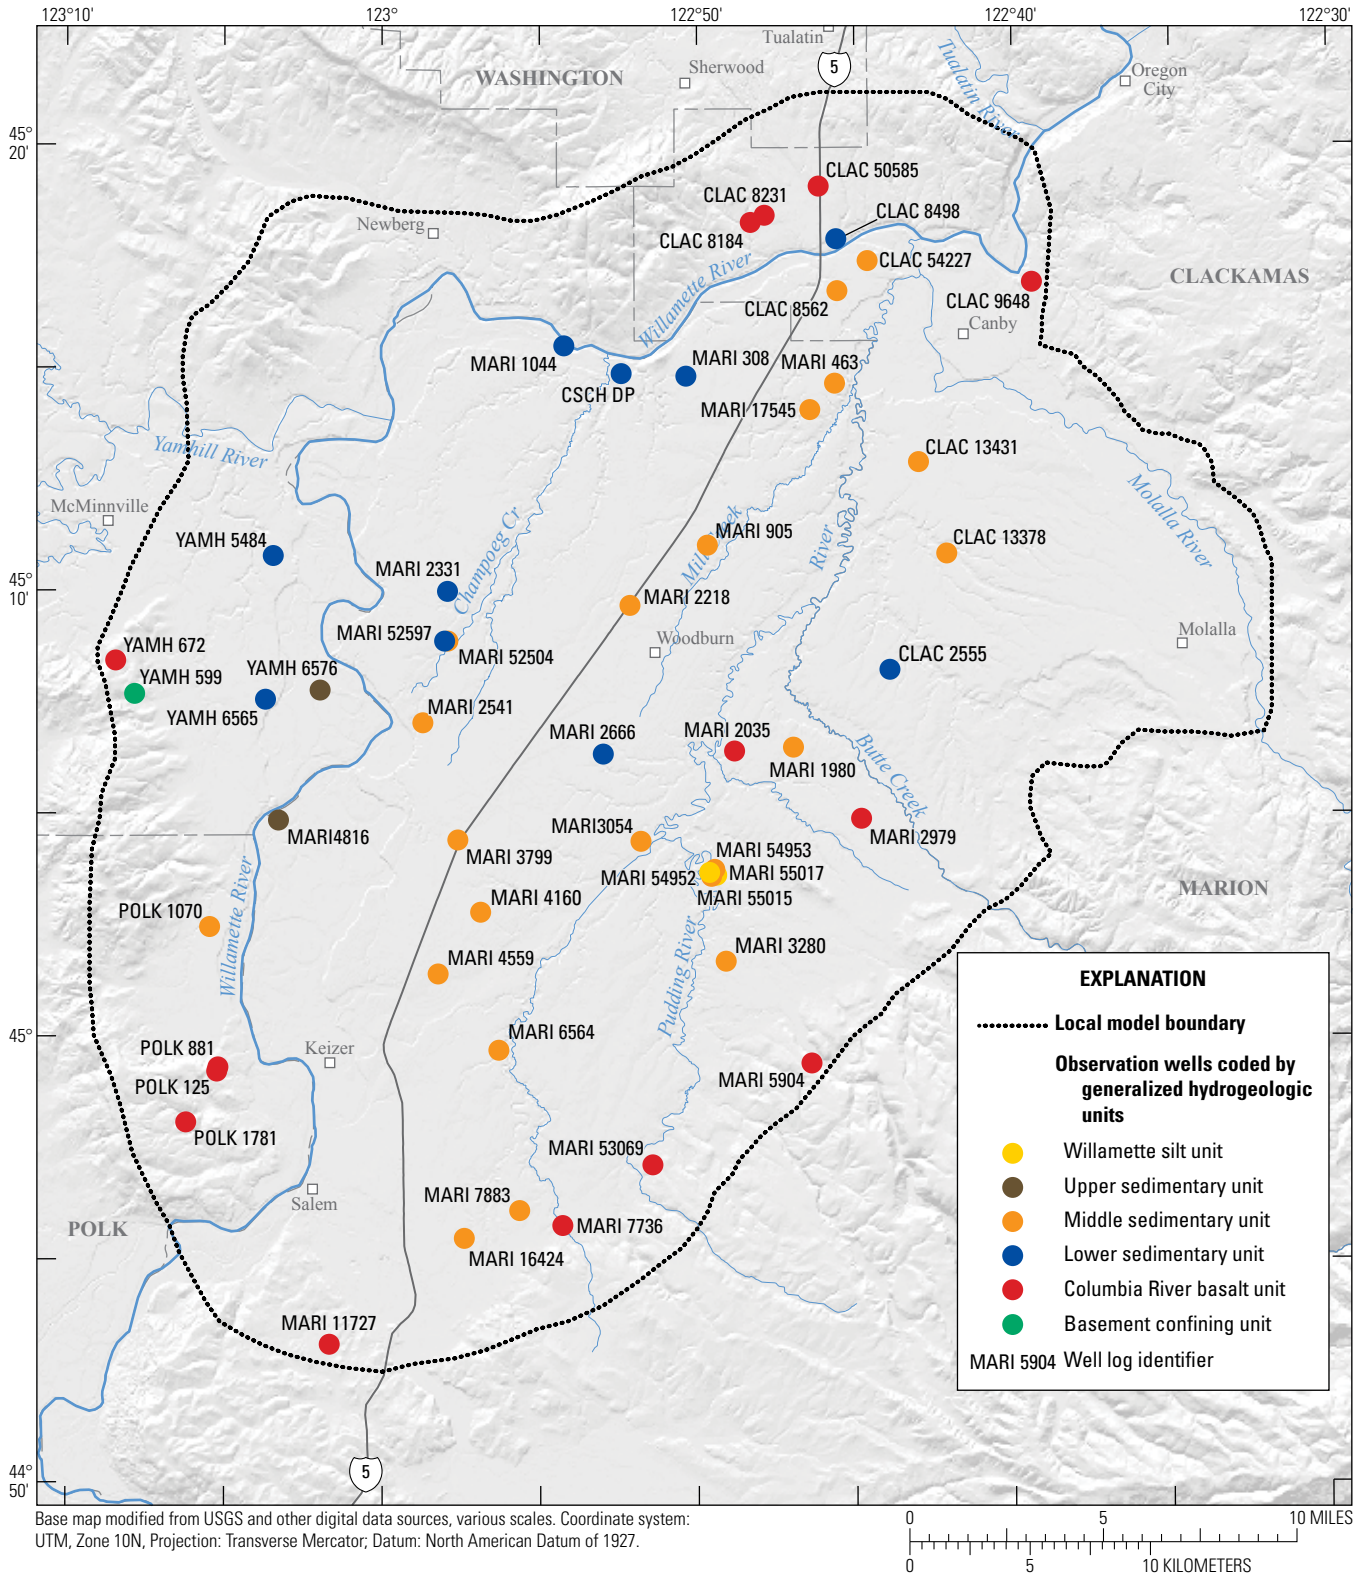 123°10'
123°
122°50'
122°40'
122°30'
Tualatin
5
Tualatin River
Oregon
City
Sherwood
WASHINGTON
45°
20'
CLAC 50585
CLAC 8231
CLAC 8498
CLAC 8184
Newberg
CLAC 54227
Willamette River
CLACKAMAS
CLAC 9648
CLAC 8562
Canby
MARI 1044
MARI 308
MARI 463
CSCH DP
MARI 17545
Yamhill River
CLAC 13431
Molalla River
McMinnville
YAMH 5484
Champoeg Cr
MARI 905
Mill Creek
River
CLAC 13378
MARI 2331
45°
10'
MARI 2218
MARI 52597
Woodburn
Molalla
YAMH 672
MARI 52504
CLAC 2555
YAMH 599
YAMH 6576
YAMH 6565
MARI 2541
MARI 2666
MARI 2035
MARI 1980
Butte Creek
MARI4816
MARI3054
MARI 2979
MARI 3799
MARI 54953
MARI 54952
MARI 55017
MARI 55015
MARION
Willamette River
POLK 1070
MARI 4160
Pudding River
MARI 3280
MARI 4559
45°
MARI 6564
Keizer
POLK 881
POLK 125
MARI 5904
POLK 1781
MARI 53069
Salem
MARI 7883
POLK
MARI 7736
MARI 16424
MARI 11727
5
44°
50'
EXPLANATION
Local model boundary
Observation wells coded by
generalized hydrogeologic
units
Willamette silt unit
Upper sedimentary unit
Middle sedimentary unit
Lower sedimentary unit
Columbia River basalt unit
Basement confining unit
MARI 5904 Well log identifier
Base map modified from USGS and other digital data sources, various scales. Coordinate system:
UTM, Zone 10N, Projection: Transverse Mercator; Datum: North American Datum of 1927.
0 5 10 MILES
0 5 10 KILOMETERS